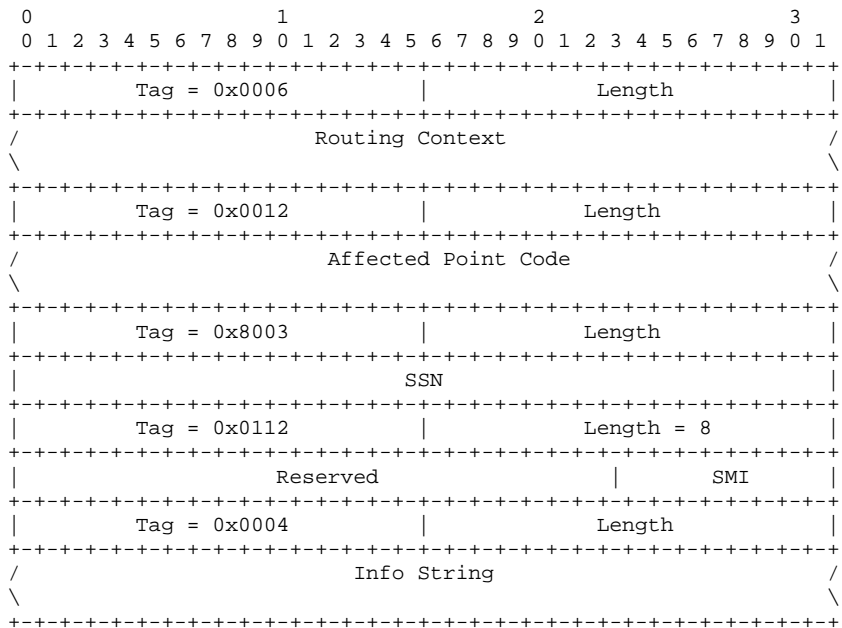 0                   1                   2                   3
 0 1 2 3 4 5 6 7 8 9 0 1 2 3 4 5 6 7 8 9 0 1 2 3 4 5 6 7 8 9 0 1
+-+-+-+-+-+-+-+-+-+-+-+-+-+-+-+-+-+-+-+-+-+-+-+-+-+-+-+-+-+-+-+-+
|         Tag = 0x0006          |             Length            |
+-+-+-+-+-+-+-+-+-+-+-+-+-+-+-+-+-+-+-+-+-+-+-+-+-+-+-+-+-+-+-+-+
/                       Routing Context                         /
\                                                               \
+-+-+-+-+-+-+-+-+-+-+-+-+-+-+-+-+-+-+-+-+-+-+-+-+-+-+-+-+-+-+-+-+
|         Tag = 0x0012          |            Length             |
+-+-+-+-+-+-+-+-+-+-+-+-+-+-+-+-+-+-+-+-+-+-+-+-+-+-+-+-+-+-+-+-+
/                        Affected Point Code                    /
\                                                               \
+-+-+-+-+-+-+-+-+-+-+-+-+-+-+-+-+-+-+-+-+-+-+-+-+-+-+-+-+-+-+-+-+
|         Tag = 0x8003          |            Length             |
+-+-+-+-+-+-+-+-+-+-+-+-+-+-+-+-+-+-+-+-+-+-+-+-+-+-+-+-+-+-+-+-+
|                              SSN                              |
+-+-+-+-+-+-+-+-+-+-+-+-+-+-+-+-+-+-+-+-+-+-+-+-+-+-+-+-+-+-+-+-+
|         Tag = 0x0112          |            Length = 8         |
+-+-+-+-+-+-+-+-+-+-+-+-+-+-+-+-+-+-+-+-+-+-+-+-+-+-+-+-+-+-+-+-+
|                    Reserved                   |      SMI      |
+-+-+-+-+-+-+-+-+-+-+-+-+-+-+-+-+-+-+-+-+-+-+-+-+-+-+-+-+-+-+-+-+
|         Tag = 0x0004          |             Length            |
+-+-+-+-+-+-+-+-+-+-+-+-+-+-+-+-+-+-+-+-+-+-+-+-+-+-+-+-+-+-+-+-+
/                          Info String                          /
\                                                               \
+-+-+-+-+-+-+-+-+-+-+-+-+-+-+-+-+-+-+-+-+-+-+-+-+-+-+-+-+-+-+-+-+